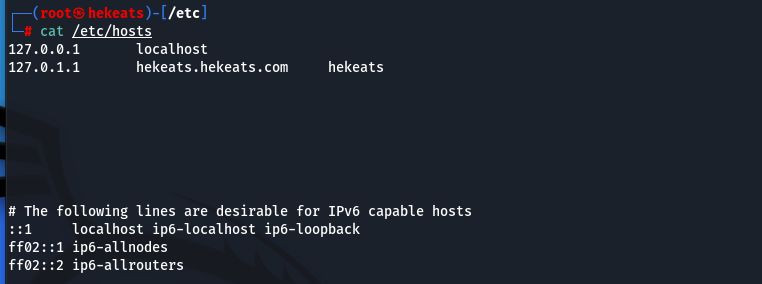 ┌──(root㉿hekeats)-[/etc]
└─# cat /etc/hosts
127.0.0.1       localhost
127.0.1.1       hekeats.hekeats.com     hekeats
# The following lines are desirable for IPv6 capable hosts
::1     localhost ip6-localhost ip6-loopback
ff02::1 ip6-allnodes
ff02::2 ip6-allrouters